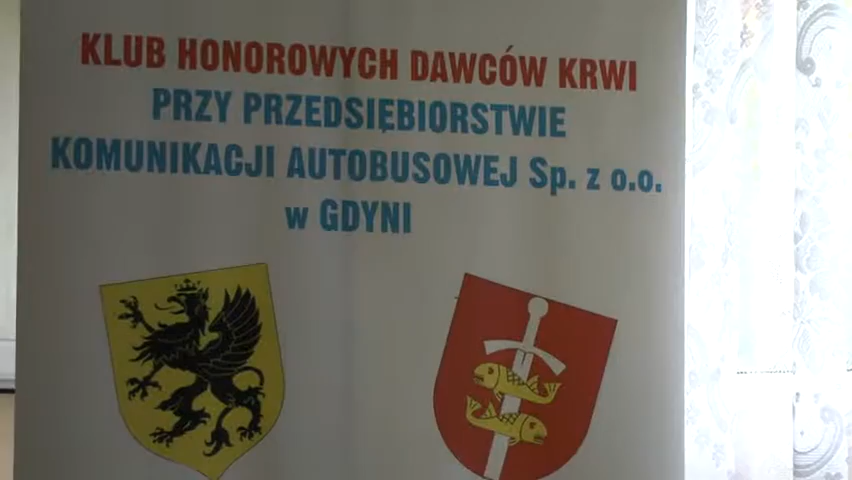 KLUB HONOROWYCH DAWCÓW KRWI
PRZY PRZEDSIĘBIORSTWIE
KOMUNIKACJI AUTOBUSOWEJ Sp. z o.o.
w GDYNI